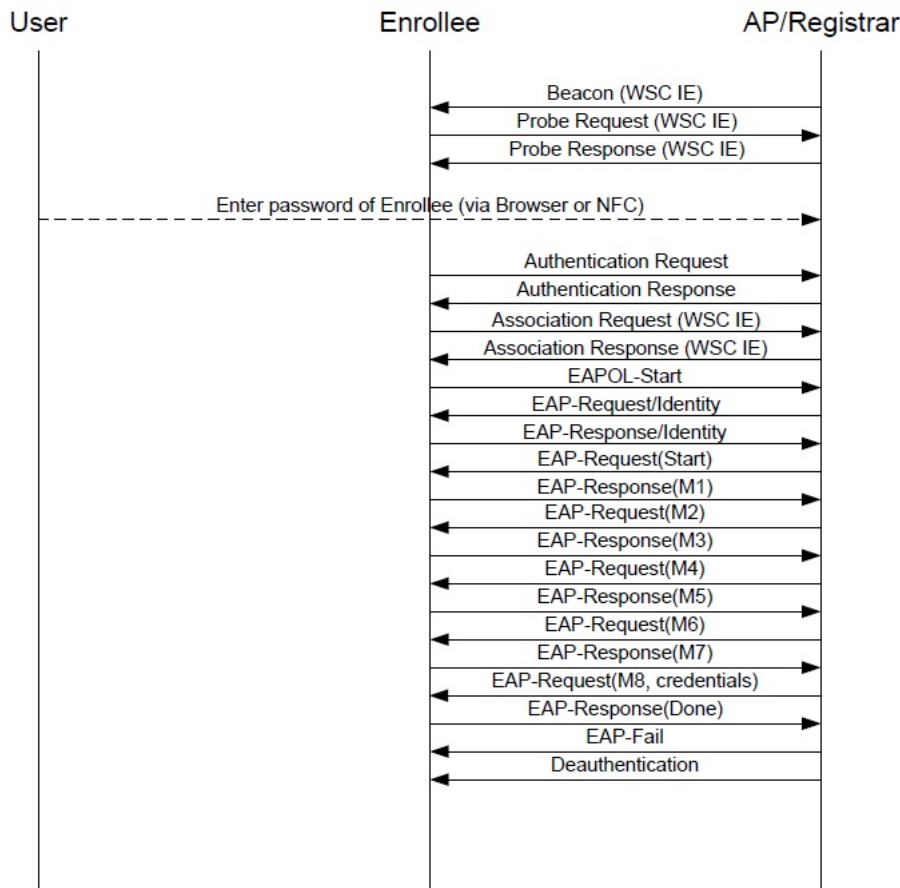 User Enrollee AP/Registrar
Beacon (WSC IE)
Probe Request (WSC IE)
Probe Response (WSC IE)
Enter password of Enrollee (via Browser or NFC)
Authentication Request
Authentication Response
Association Request (WSC IE)
Association Response (WSC IE)
EAPOL-Start
EAP-Request/Identity
EAP-Response/Identity
EAP-Request(Start)
EAP-Response(M1)
EAP-Request(M2)
EAP-Response(M3)
EAP-Request(M4)
EAP-Response(M5)
EAP-Request(M6)
EAP-Response(M7)
EAP-Request(M8, credentials)
EAP-Response(Done)
EAP-Fail
Deauthentication